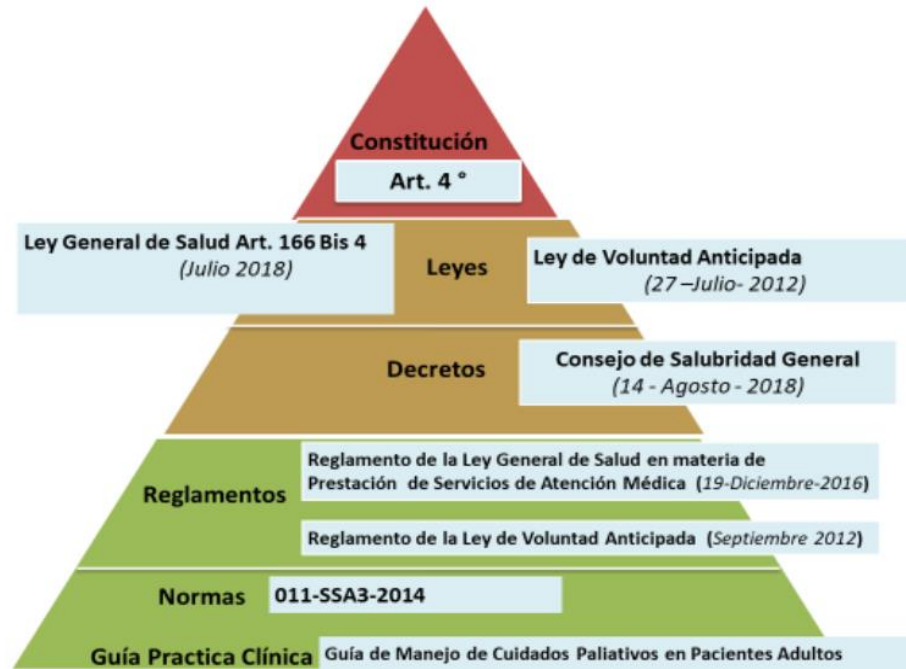 Constitución
Art. 4 °
Ley General de Salud Art. 166 Bis 4
(Julio 2018)
Leyes
Ley de Voluntad Anticipada
(27 –Julio- 2012)
Decretos
Consejo de Salubridad General
(14 - Agosto - 2018)
Reglamentos
Reglamento de la Ley General de Salud en materia de
Prestación de Servicios de Atención Médica (19-Diciembre-2016)
Reglamento de la Ley de Voluntad Anticipada (Septiembre 2012)
Normas
011-SSA3-2014
Guía Practica Clínica
Guía de Manejo de Cuidados Paliativos en Pacientes Adultos